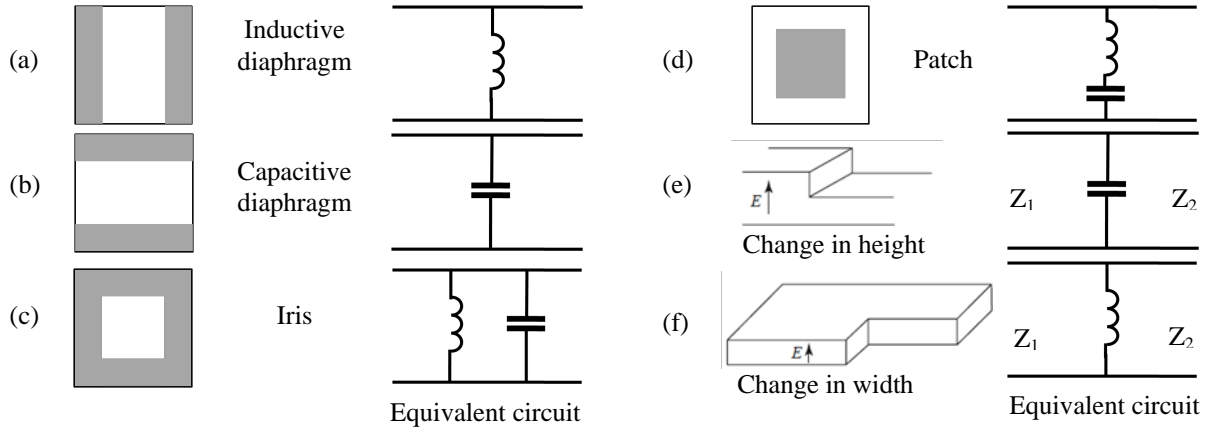 (a)
Inductive
diaphragm
(b)
Capacitive
diaphragm
(c)
Iris
Equivalent circuit
(d)
Patch
(e)
E
Z₁
Z₂
Change in height
(f)
E
Z₁
Z₂
Change in width
Equivalent circuit